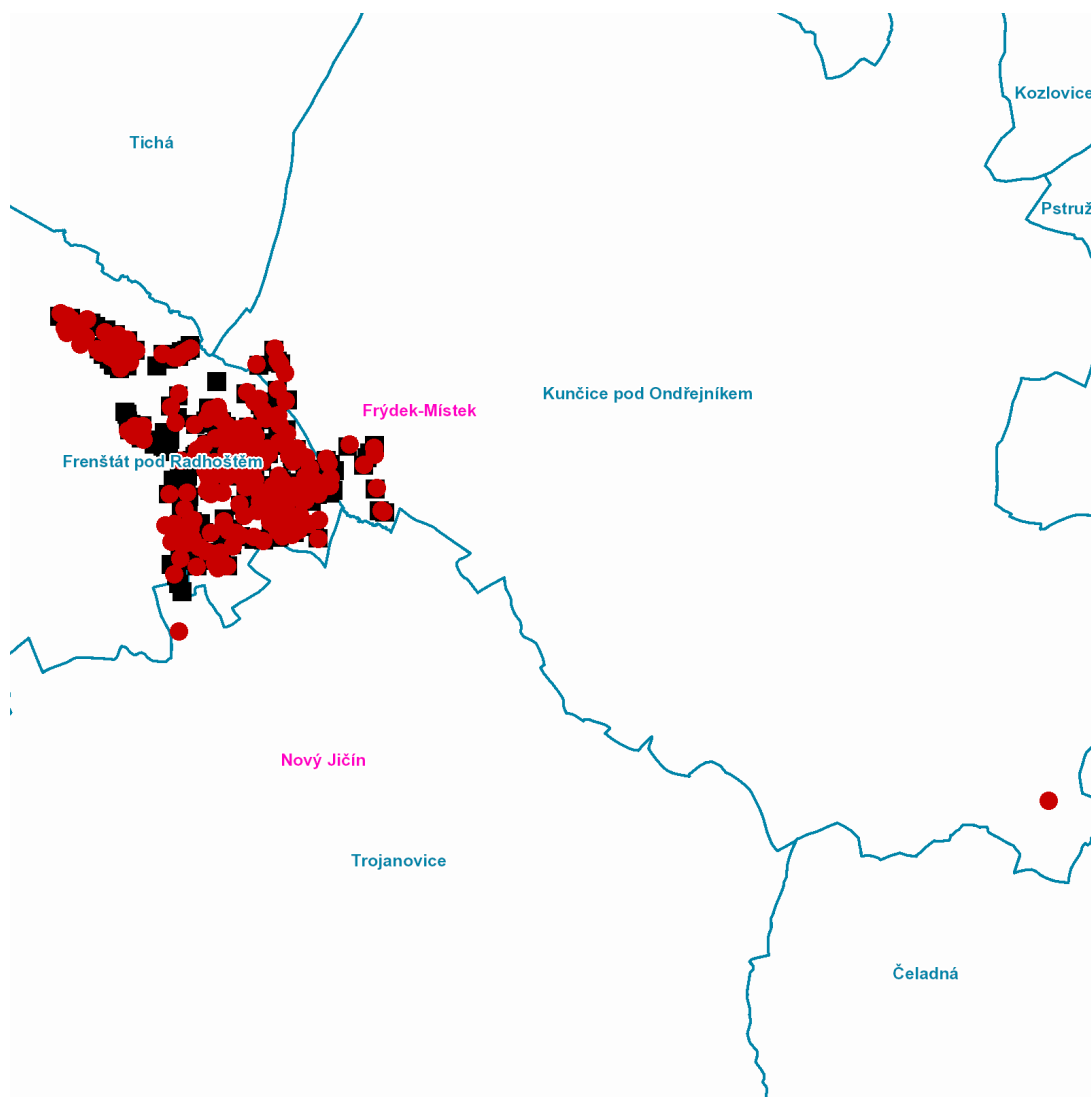 Kozlovice
Tichá
Pstruž
Kunčice pod Ondřejníkem
Frýdek-Místek
Frenštát pod Radhoštěm
Nový Jičín
Trojanovice
Čeladná